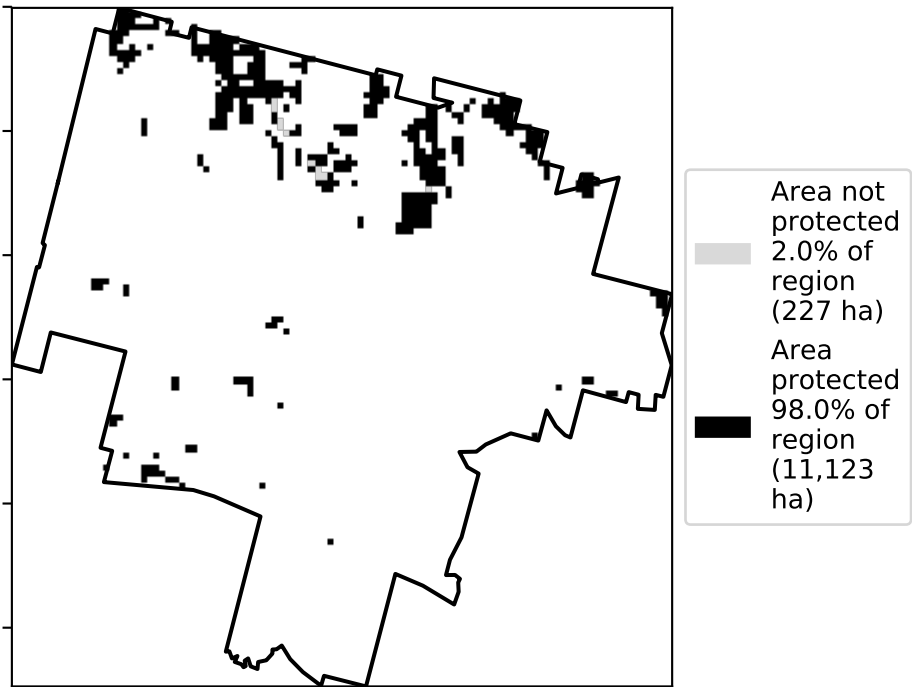 Area not
protected
2.0% of
region
(227 ha)
Area
protected
98.0% of
region
(11,123
ha)